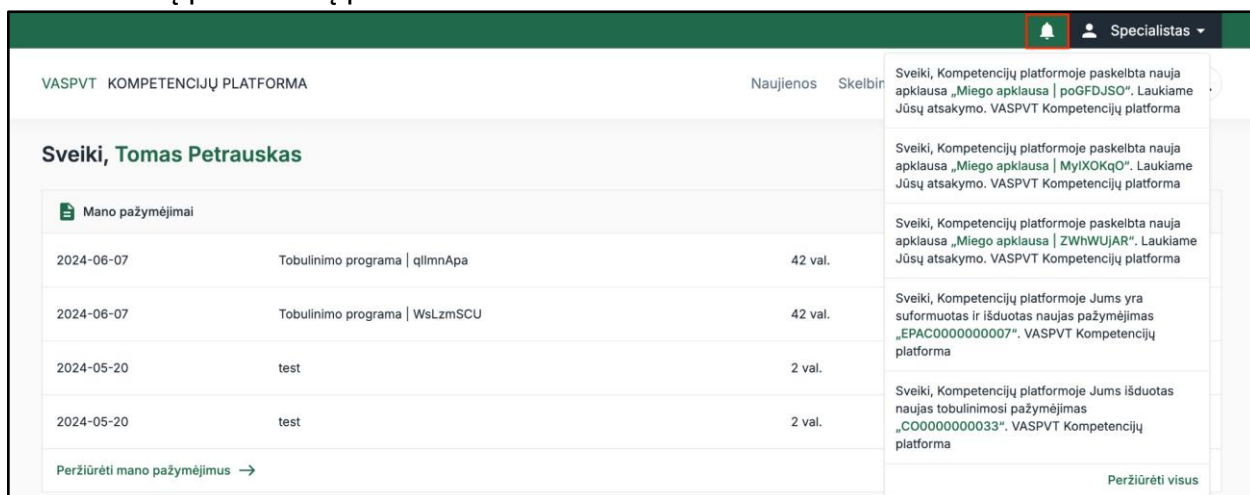 Specialistas
VASPVT KOMPETENCIJŲ PLATFORMA
Naujienos Skelbin
Sveiki, Tomas Petrauskas
Mano pažymėjimai
2024-06-07 Tobulinimo programa | qllmnApa 42 val.
2024-06-07 Tobulinimo programa | WsLzmSCU 42 val.
2024-05-20 test 2 val.
2024-05-20 test 2 val.
Peržiūrėti mano pažymėjimus →
Sveiki, Kompetencijų platformoje paskelbta nauja
apklausa „Miego apklausa | poGFDJSO“. Laukiame
Jūsų atsakymo. VASPVT Kompetencijų platforma
Sveiki, Kompetencijų platformoje paskelbta nauja
apklausa „Miego apklausa | MylXOKqO“. Laukiame
Jūsų atsakymo. VASPVT Kompetencijų platforma
Sveiki, Kompetencijų platformoje paskelbta nauja
apklausa „Miego apklausa | ZWhWUjAR“. Laukiame
Jūsų atsakymo. VASPVT Kompetencijų platforma
Sveiki, Kompetencijų platformoje Jums yra
suformuotas ir išduotas naujas pažymėjimas
„EPAC0000000007“. VASPVT Kompetencijų
platforma
Sveiki, Kompetencijų platformoje Jums išduotas
naujas tobulinimosi pažymėjimas
„CO0000000033“. VASPVT Kompetencijų
platforma
Peržiūrėti visus